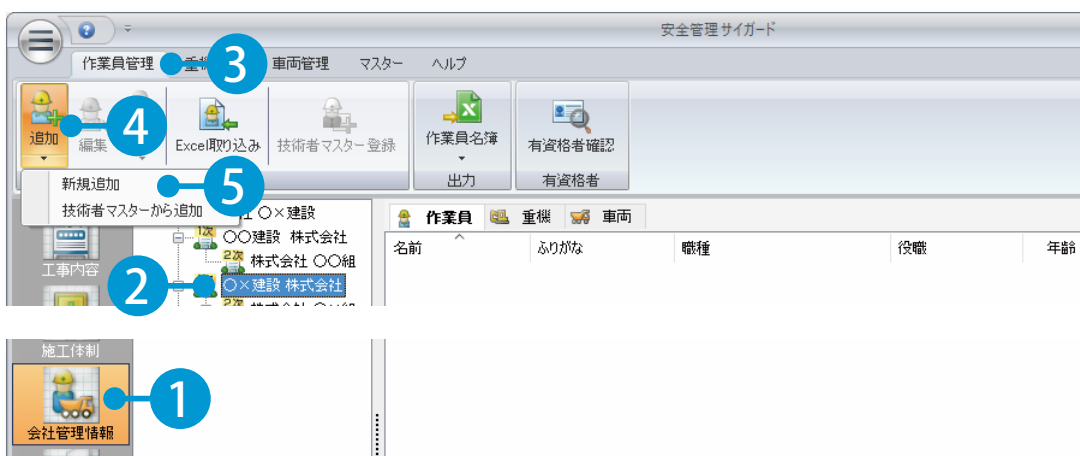 安全管理 サイガード
作業員管理 3 車両管理 マスター ヘルプ
追加 4 編集 Excel取り込み 技術者マスター登録 作業員名簿 有資格者確認
出力 有資格者
新規追加 5
技術者マスターから追加 ○×建設
作業員 重機 車両
1次 ○○建設 株式会社
名前 ふりがな 職種 役職 年齢
2次 株式会社 ○○組
工事内容
2 ○×建設 株式会社
2次
施工体制
1
会社管理情報